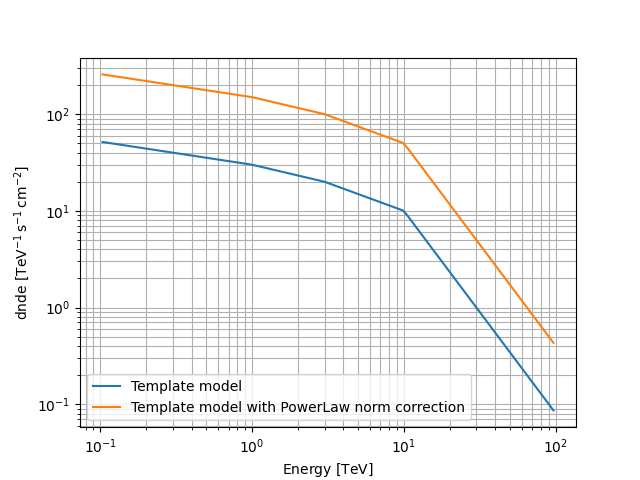 10²
10¹
10⁰
10⁻¹
dnde [TeV⁻¹ s⁻¹ cm⁻²]
Template model
Template model with PowerLaw norm correction
10⁻¹ 10⁰ 10¹ 10²
Energy [TeV]